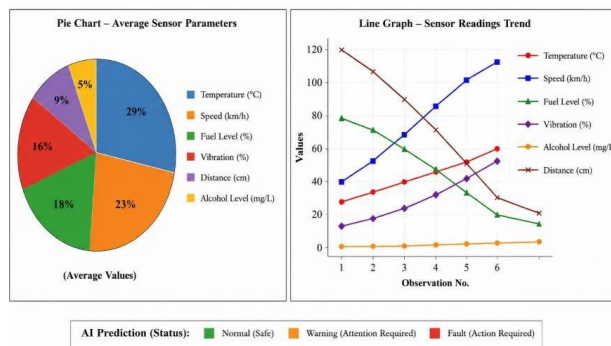 Pie Chart – Average Sensor Parameters
29%
23%
18%
16%
9%
5%
Temperature (°C)
Speed (km/h)
Fuel Level (%)
Vibration (%)
Distance (cm)
Alcohol Level (mg/L)
(Average Values)
Line Graph – Sensor Readings Trend
Values
120
100
80
60
40
20
0
1 2 3 4 5 6
Observation No.
Temperature (°C)
Speed (km/h)
Fuel Level (%)
Vibration (%)
Alcohol Level (mg/L)
Distance (cm)
AI Prediction (Status): Normal (Safe) Warning (Attention Required) Fault (Action Required)